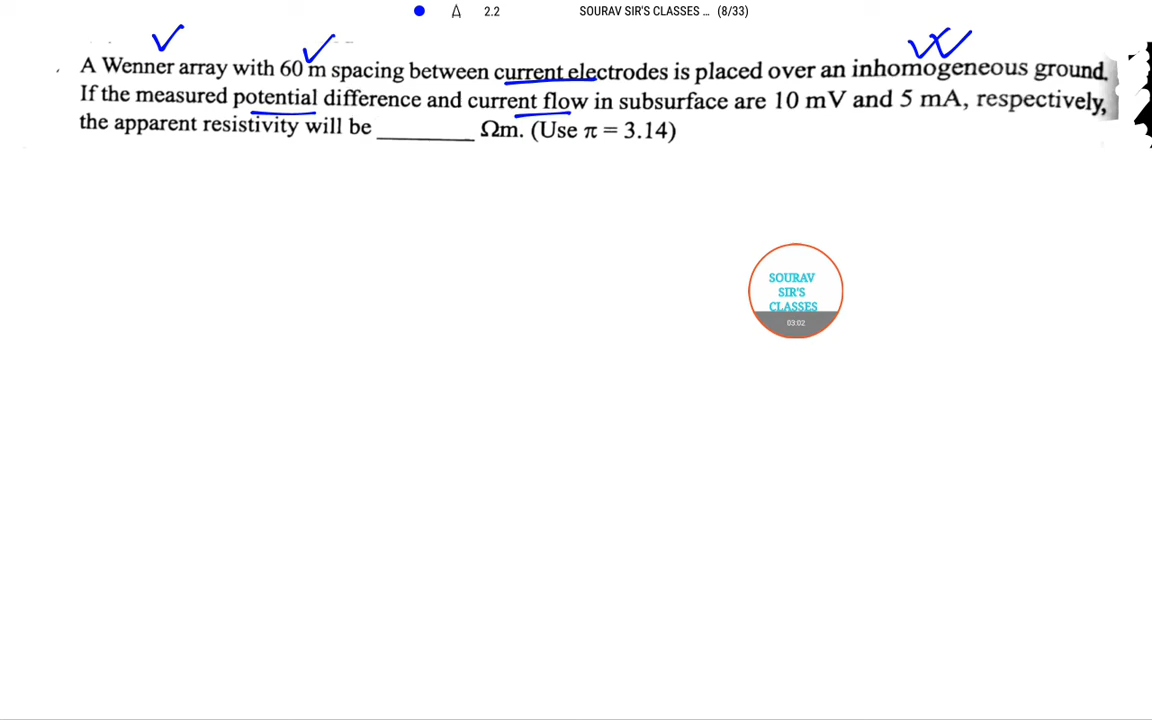 2.2 SOURAV SIR'S CLASSES ... (8/33)
A Wenner array with 60 m spacing between current electrodes is placed over an inhomogeneous ground.
If the measured potential difference and current flow in subsurface are 10 mV and 5 mA, respectively,
the apparent resistivity will be ________ Ωm. (Use π = 3.14)
SOURAV
SIR'S
CLASSES
03:02